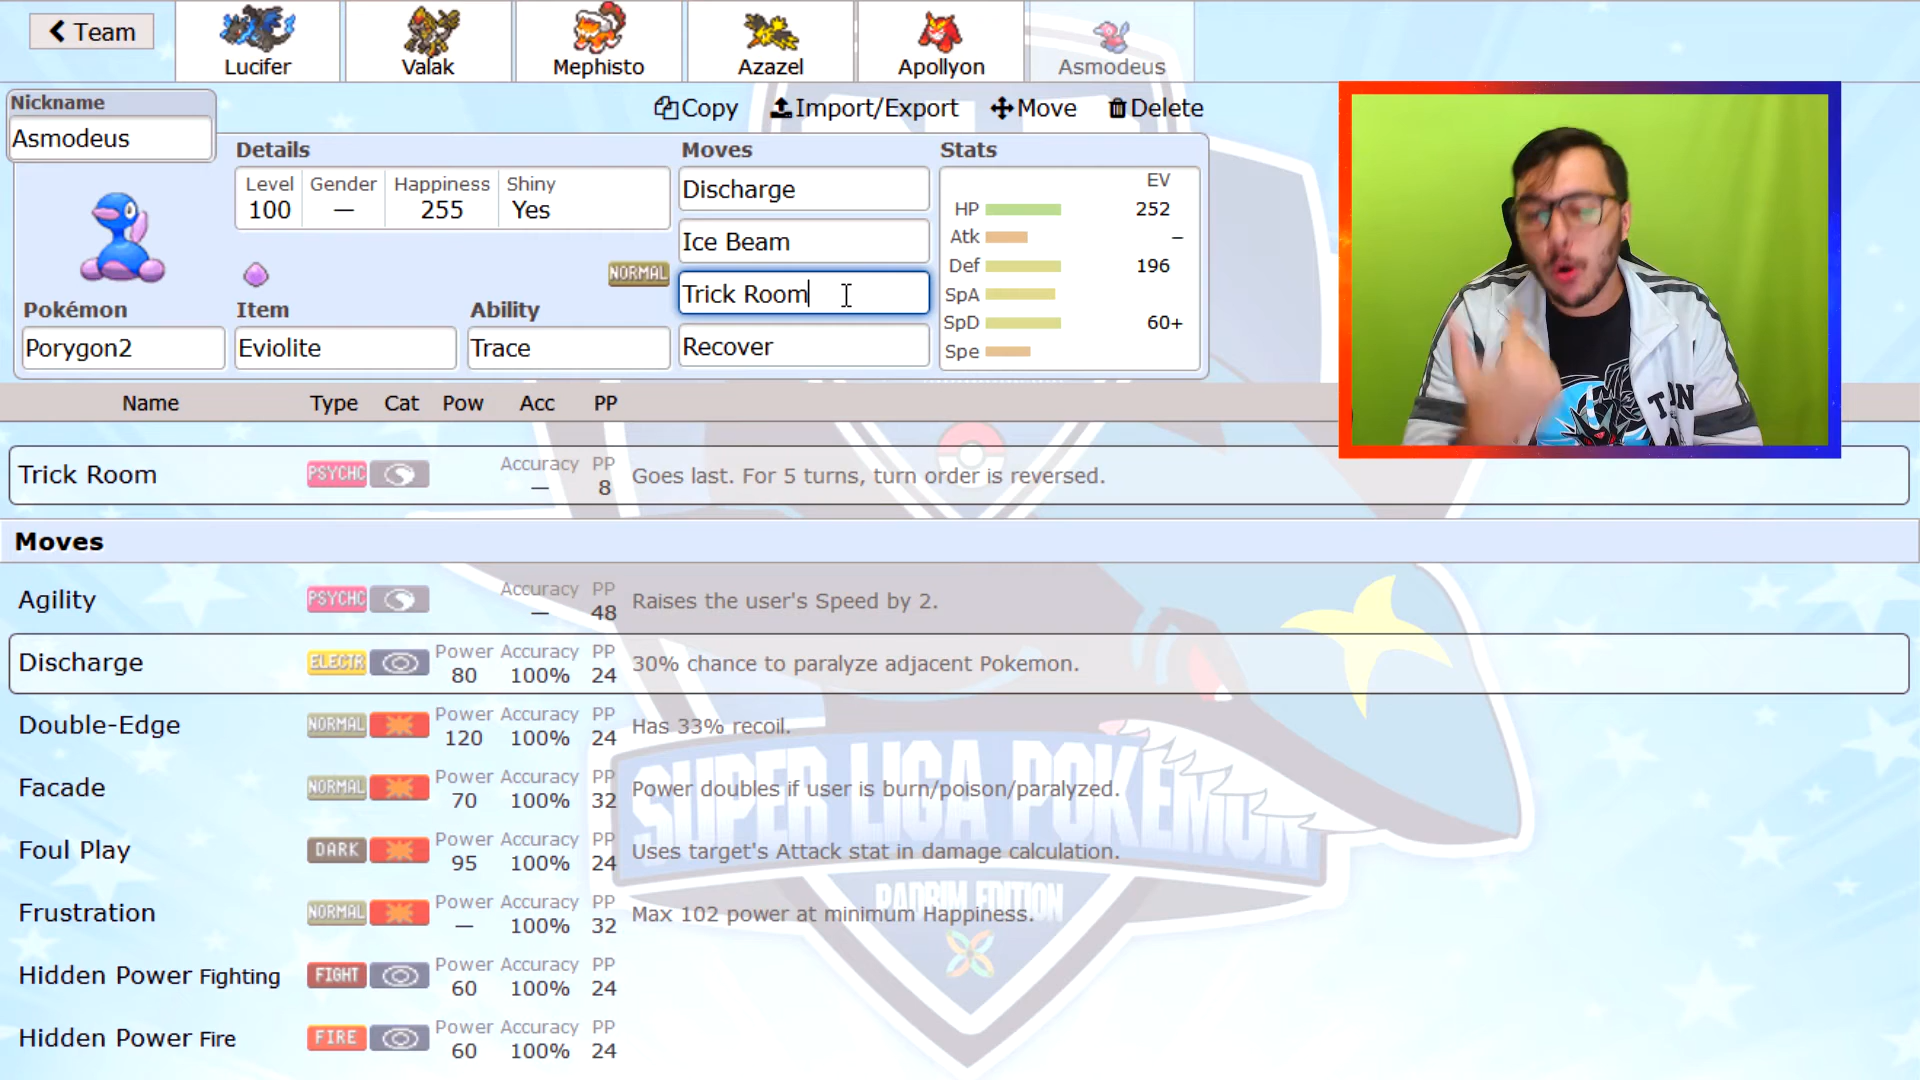 Team
Lucifer
Valak
Mephisto
Azazel
Apollyon
Asmodeus
Nickname
Asmodeus
Copy
Import/Export
Move
Delete
Details
Level Gender Happiness Shiny
100 — 255 Yes
NORMAL
Pokémon Item Ability
Porygon2 Eviolite Trace
Moves
Discharge
Ice Beam
Trick Room
Recover
Stats
EV
HP 252
Atk –
Def 196
SpA
SpD 60+
Spe
Name Type Cat Pow Acc PP
Trick Room PSYCHC Accuracy — PP 8 Goes last. For 5 turns, turn order is reversed.
Moves
Agility PSYCHC Accuracy — PP 48 Raises the user's Speed by 2.
Discharge ELECTR Power 80 Accuracy 100% PP 24 30% chance to paralyze adjacent Pokemon.
Double-Edge NORMAL Power 120 Accuracy 100% PP 24 Has 33% recoil.
Facade NORMAL Power 70 Accuracy 100% PP 32 Power doubles if user is burn/poison/paralyzed.
Foul Play DARK Power 95 Accuracy 100% PP 24 Uses target's Attack stat in damage calculation.
Frustration NORMAL Power — Accuracy 100% PP 32 Max 102 power at minimum Happiness.
Hidden Power Fighting FIGHT Power 60 Accuracy 100% PP 24
Hidden Power Fire FIRE Power 60 Accuracy 100% PP 24
SUPER LIGA POKEMON
PADRIM EDITION